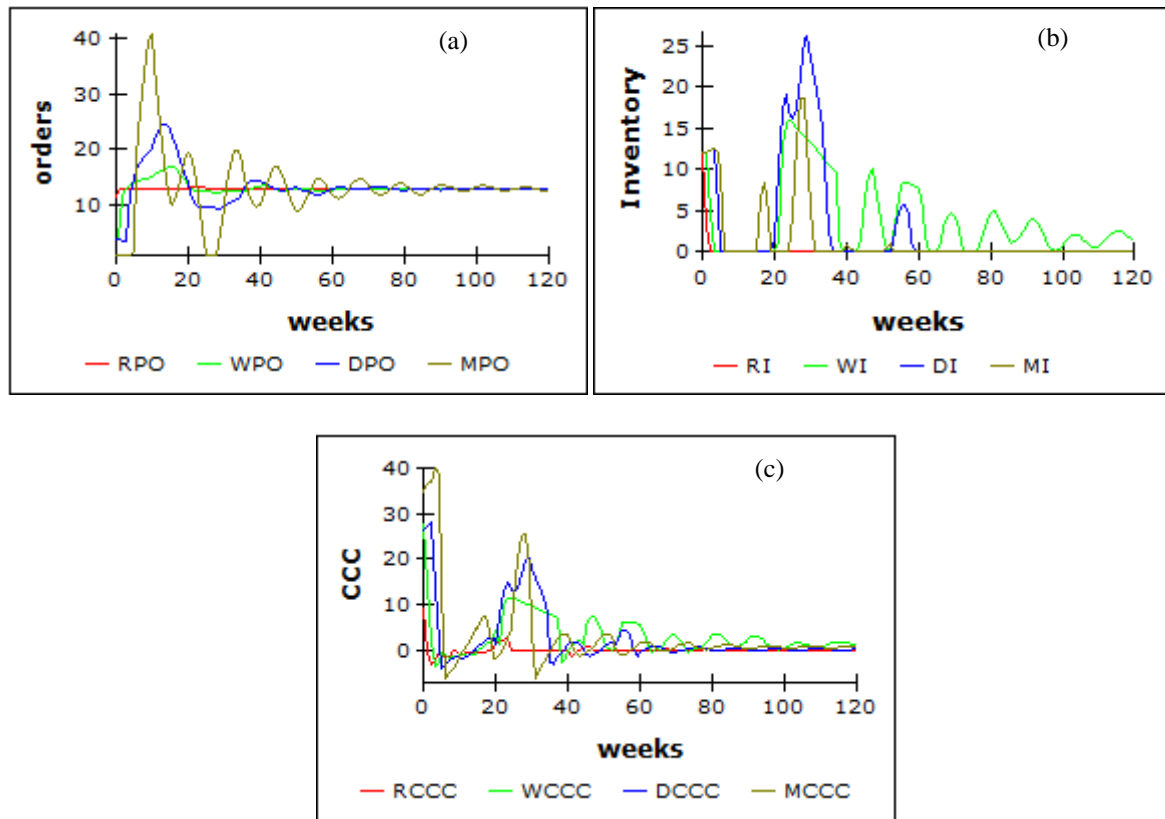 (a)
orders
40
30
20
10
0 20 40 60 80 100 120
weeks
RPO WPO DPO MPO
(b)
Inventory
25
20
15
10
5
0
0 20 40 60 80 100 120
weeks
RI WI DI MI
(c)
CCC
40
30
20
10
0
0 20 40 60 80 100 120
weeks
RCCC WCCC DCCC MCCC